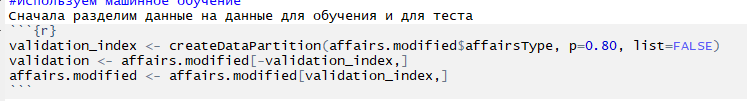 #Используем машинное обучение
Сначала разделим данные на данные для обучения и для теста
```{r}
validation_index <- createDataPartition(affairs.modified$affairsType, p=0.80, list=FALSE)
validation <- affairs.modified[-validation_index,]
affairs.modified <- affairs.modified[validation_index,]
```